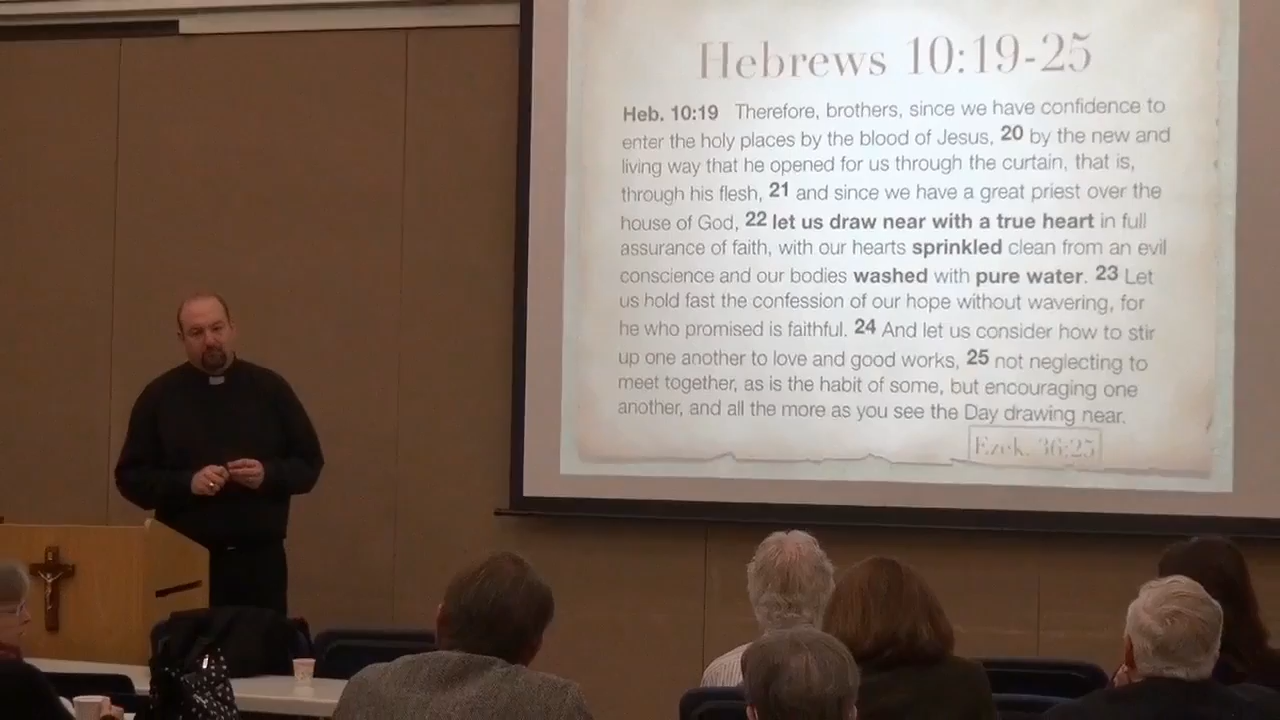 Hebrews 10:19-25
Heb. 10:19 Therefore, brothers, since we have confidence to
enter the holy places by the blood of Jesus, 20 by the new and
living way that he opened for us through the curtain, that is,
through his flesh, 21 and since we have a great priest over the
house of God, 22 let us draw near with a true heart in full
assurance of faith, with our hearts sprinkled clean from an evil
conscience and our bodies washed with pure water. 23 Let
us hold fast the confession of our hope without wavering, for
he who promised is faithful. 24 And let us consider how to stir
up one another to love and good works, 25 not neglecting to
meet together, as is the habit of some, but encouraging one
another, and all the more as you see the Day drawing near.
Ezek. 36:25